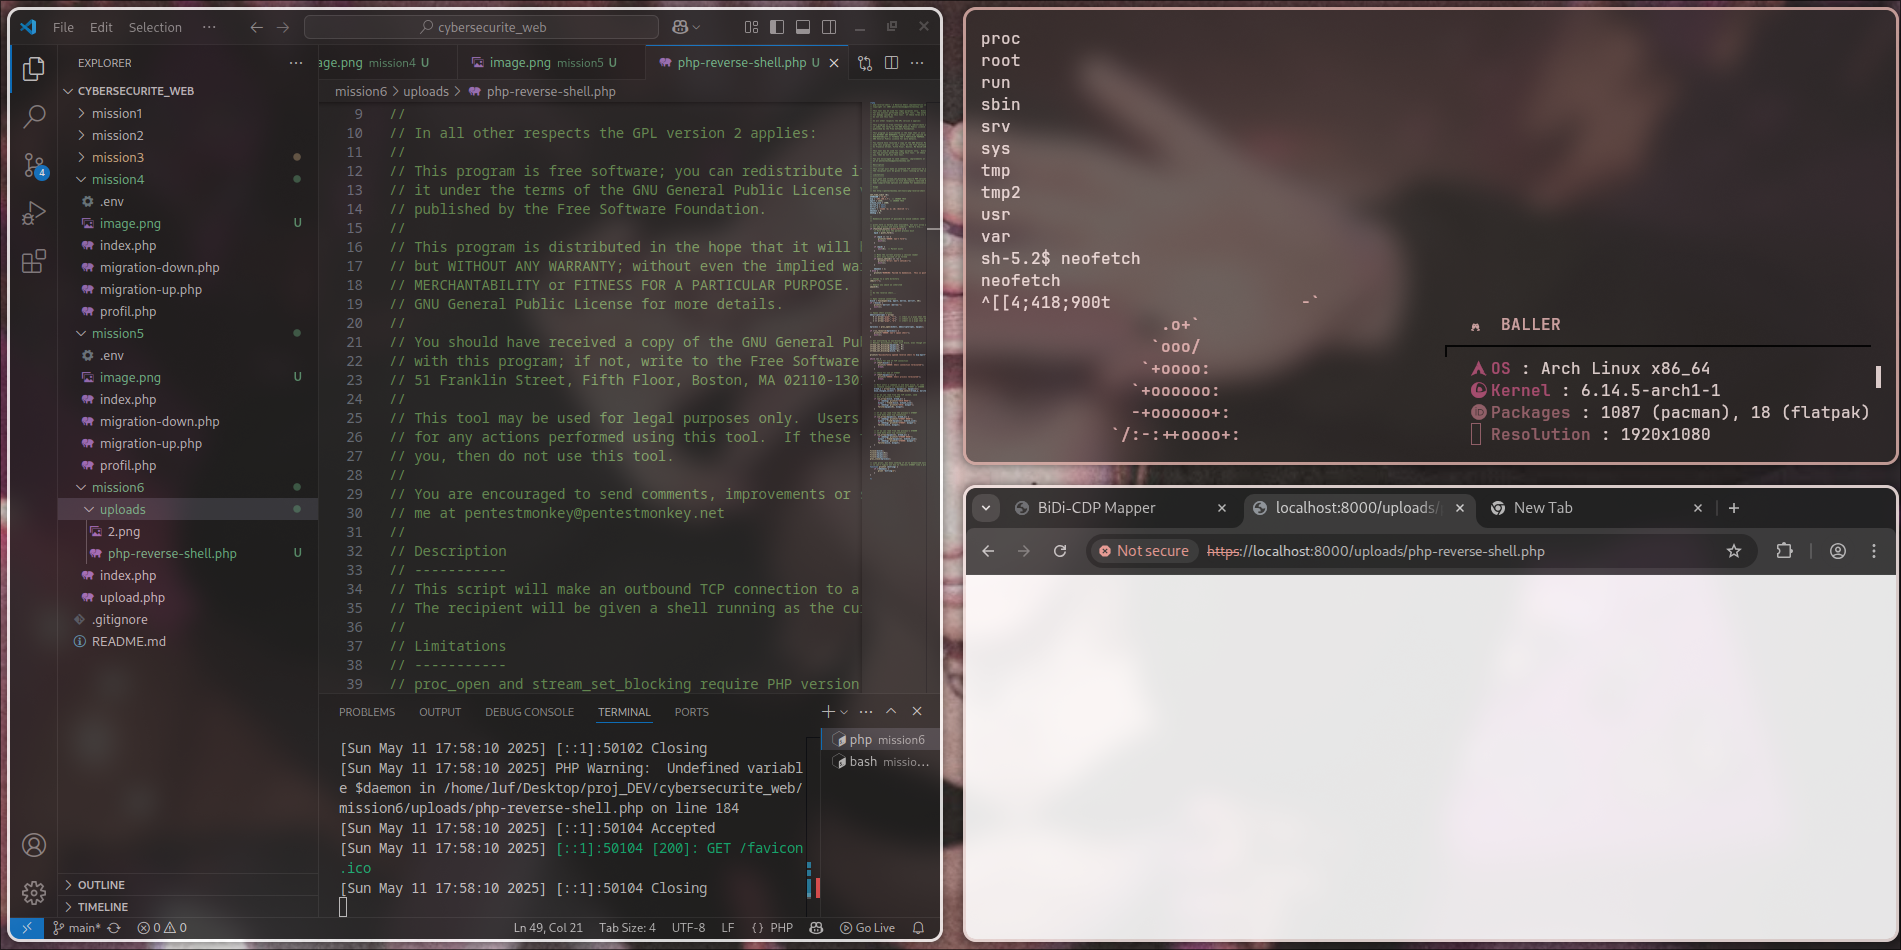 File Edit Selection ··· cybersecurite_web
EXPLORER
CYBERSECURITE_WEB
mission1
mission2
mission3
mission4
.env
image.png U
index.php
migration-down.php
migration-up.php
profil.php
mission5
.env
image.png U
index.php
migration-down.php
migration-up.php
profil.php
mission6
uploads
2.png
php-reverse-shell.php U
index.php
upload.php
.gitignore
README.md
OUTLINE
TIMELINE
4
age.png mission4 U image.png mission5 U php-reverse-shell.php U
mission6 > uploads > php-reverse-shell.php
9 //
10 // In all other respects the GPL version 2 applies:
11 //
12 // This program is free software; you can redistribute i
13 // it under the terms of the GNU General Public License
14 // published by the Free Software Foundation.
15 //
16 // This program is distributed in the hope that it will
17 // but WITHOUT ANY WARRANTY; without even the implied wa
18 // MERCHANTABILITY or FITNESS FOR A PARTICULAR PURPOSE.
19 // GNU General Public License for more details.
20 //
21 // You should have received a copy of the GNU General Pu
22 // with this program; if not, write to the Free Software
23 // 51 Franklin Street, Fifth Floor, Boston, MA 02110-130
24 //
25 // This tool may be used for legal purposes only.  Users
26 // for any actions performed using this tool.  If these
27 // you, then do not use this tool.
28 //
29 // You are encouraged to send comments, improvements or
30 // me at pentestmonkey@pentestmonkey.net
31 //
32 // Description
33 // -----------
34 // This script will make an outbound TCP connection to a
35 // The recipient will be given a shell running as the cu
36 //
37 // Limitations
38 // -----------
39 // proc_open and stream_set_blocking require PHP version
PROBLEMS OUTPUT DEBUG CONSOLE TERMINAL PORTS
[Sun May 11 17:58:10 2025] [::1]:50102 Closing
[Sun May 11 17:58:10 2025] PHP Warning:  Undefined variabl
e $daemon in /home/luf/Desktop/proj_DEV/cybersecurite_web/
mission6/uploads/php-reverse-shell.php on line 184
[Sun May 11 17:58:10 2025] [::1]:50104 Accepted
[Sun May 11 17:58:10 2025] [::1]:50104 [200]: GET /favicon
.ico
[Sun May 11 17:58:10 2025] [::1]:50104 Closing
php mission6
bash missio...
main* 0 0 Ln 49, Col 21 Tab Size: 4 UTF-8 LF {} PHP Go Live
proc
root
run
sbin
srv
sys
tmp
tmp2
usr
var
sh-5.2$ neofetch
neofetch
^[[4;418;900t -`
.o+`
`ooo/
`+oooo:
`+oooooo:
-+oooooo+:
`/:-:++oooo+:
BALLER
OS : Arch Linux x86_64
Kernel : 6.14.5-arch1-1
Packages : 1087 (pacman), 18 (flatpak)
Resolution : 1920x1080
BiDi-CDP Mapper localhost:8000/uploads/ New Tab
Not secure https://localhost:8000/uploads/php-reverse-shell.php